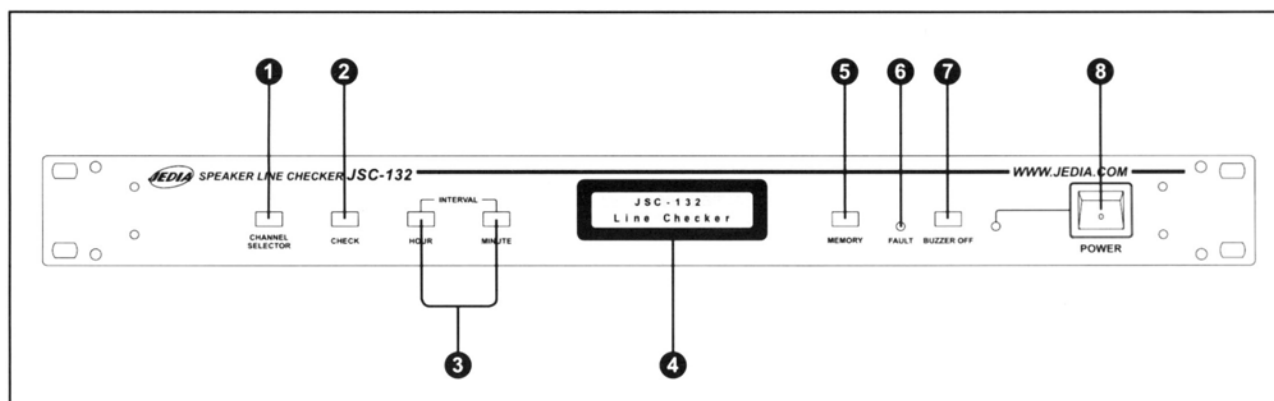 1 2 5 6 7 8
JEDIA SPEAKER LINE CHECKER JSC-132
WWW.JEDIA.COM
INTERVAL
JSC-132
Line Checker
CHANNEL
SELECTOR
CHECK
HOUR
MINUTE
MEMORY
FAULT
BUZZER OFF
POWER
3 4